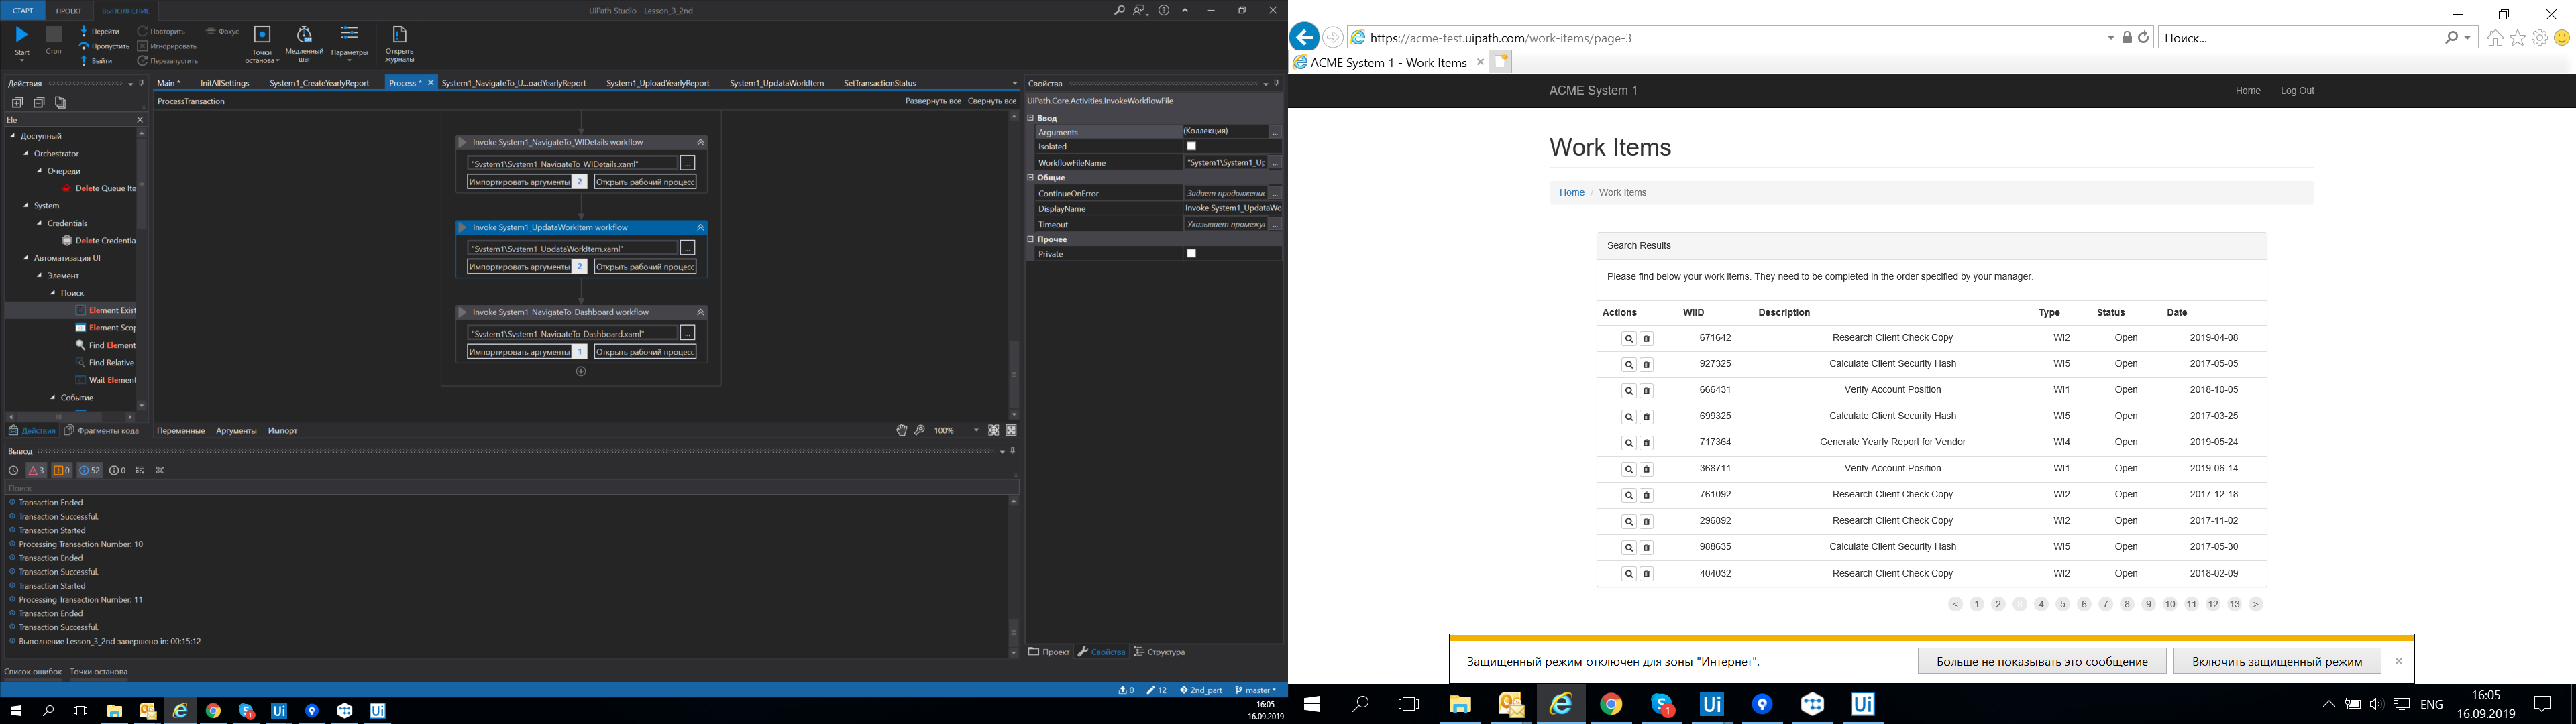 СТАРТ ПРОЕКТ ВЫПОЛНЕНИЕ
UiPath Studio - Lesson_3_2nd
Start
Стоп
Перейти
Пропустить
Выйти
Повторить
Игнорировать
Перезапустить
Фокус
Точки останова
Медленный шаг
Параметры
Открыть журналы
Действия
Ele
Доступный
Orchestrator
Очереди
Delete Queue Ite
System
Credentials
Delete Credentia
Автоматизация UI
Элемент
Поиск
Element Exist
Element Scop
Find Element
Find Relative
Wait Element
Событие
Действия Фрагменты кода
Main * InitAllSettings System1_CreateYearlyReport Process * System1_NavigateTo_U...oadYearlyReport System1_UploadYearlyReport System1_UpdataWorkItem SetTransactionStatus
ProcessTransaction
Развернуть все Свернуть все
Invoke System1_NavigateTo_WIDetails workflow
"System1\System1_NavigateTo_WIDetails.xaml" ...
Импортировать аргументы 2 Открыть рабочий процесс
Invoke System1_UpdataWorkItem workflow
"System1\System1_UpdataWorkItem.xaml" ...
Импортировать аргументы 2 Открыть рабочий процесс
Invoke System1_NavigateTo_Dashboard workflow
"System1\System1_NavigateTo_Dashboard.xaml" ...
Импортировать аргументы 1 Открыть рабочий процесс
Переменные Аргументы Импорт
100%
Свойства
UiPath.Core.Activities.InvokeWorkflowFile
Ввод
Arguments (Коллекция) ...
Isolated
WorkflowFileName "System1\System1_Up ...
Общие
ContinueOnError Задает продолжени ...
DisplayName Invoke System1_UpdataWo
Timeout Указывает промежу ...
Прочее
Private
Проект Свойства Структура
Вывод
3 0 52 0
Поиск
Transaction Ended
Transaction Successful.
Transaction Started
Processing Transaction Number: 10
Transaction Ended
Transaction Successful.
Transaction Started
Processing Transaction Number: 11
Transaction Ended
Transaction Successful.
Выполнение Lesson_3_2nd завершено in: 00:15:12
Список ошибок Точки останова
0 12 2nd_part master
16:05
16.09.2019
https://acme-test.uipath.com/work-items/page-3
Поиск...
ACME System 1 - Work Items
ACME System 1 Home Log Out
Work Items
Home / Work Items
Search Results
Please find below your work items. They need to be completed in the order specified by your manager.
Actions WIID Description Type Status Date
671642 Research Client Check Copy WI2 Open 2019-04-08
927325 Calculate Client Security Hash WI5 Open 2017-05-05
666431 Verify Account Position WI1 Open 2018-10-05
699325 Calculate Client Security Hash WI5 Open 2017-03-25
717364 Generate Yearly Report for Vendor WI4 Open 2019-05-24
368711 Verify Account Position WI1 Open 2019-06-14
761092 Research Client Check Copy WI2 Open 2017-12-18
296892 Research Client Check Copy WI2 Open 2017-11-02
988635 Calculate Client Security Hash WI5 Open 2017-05-30
404032 Research Client Check Copy WI2 Open 2018-02-09
< 1 2 3 4 5 6 7 8 9 10 11 12 13 >
Защищенный режим отключен для зоны "Интернет".
Больше не показывать это сообщение
Включить защищенный режим
ENG
16:05
16.09.2019